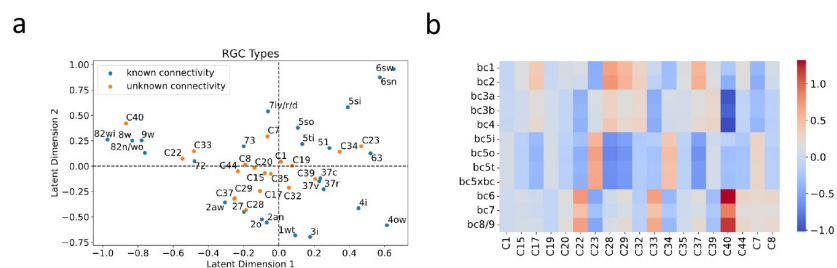 a
b
RGC Types
known connectivity
unknown connectivity
6sw
6sn
5si
7iv/r/d
5so
C7
5ti
51
C34
C23
63
C40
82wi
8w
9w
82n/wo
C22
C33
72
73
C8
C20
C1
C19
C44
C15
C35
C39
37c
37v
37r
C29
C37
C17
C32
2aw
27
C28
2o
2an
1wt
3i
4i
4ow
1.00
0.75
0.50
0.25
0.00
−0.25
−0.50
−0.75
Latent Dimension 2
−1.0 −0.8 −0.6 −0.4 −0.2 0.0 0.2 0.4 0.6
Latent Dimension 1
bc1
bc2
bc3a
bc3b
bc4
bc5i
bc5o
bc5t
bc5xbc
bc6
bc7
bc8/9
C1 C15 C17 C19 C20 C22 C23 C28 C29 C32 C33 C34 C35 C37 C39 C40 C44 C7 C8
1.0
0.5
0.0
−0.5
−1.0